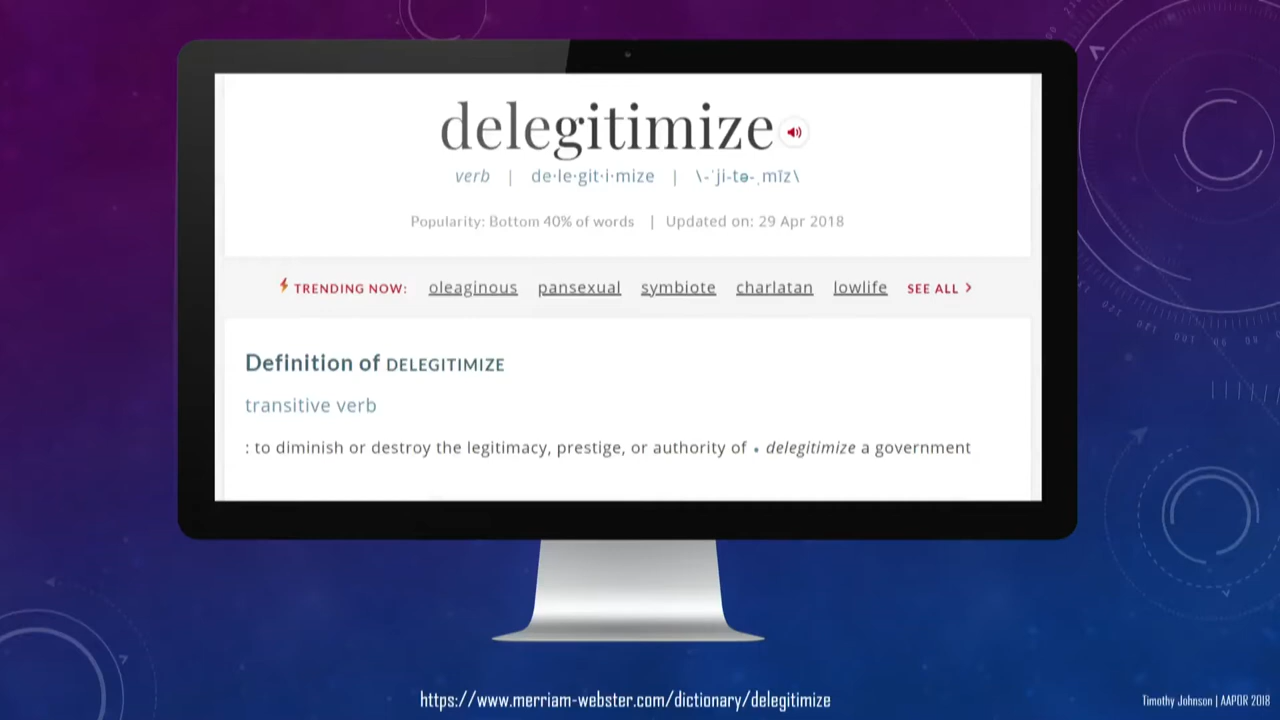 delegitimize
verb | de·le·git·i·mize | \-ˈji-tə-ˌmīz\
Popularity: Bottom 40% of words | Updated on: 29 Apr 2018
TRENDING NOW: oleaginous pansexual symbiote charlatan lowlife SEE ALL >
Definition of DELEGITIMIZE
transitive verb
: to diminish or destroy the legitimacy, prestige, or authority of • delegitimize a government
https://www.merriam-webster.com/dictionary/delegitimize
Timothy Johnson | AAPOR 2018